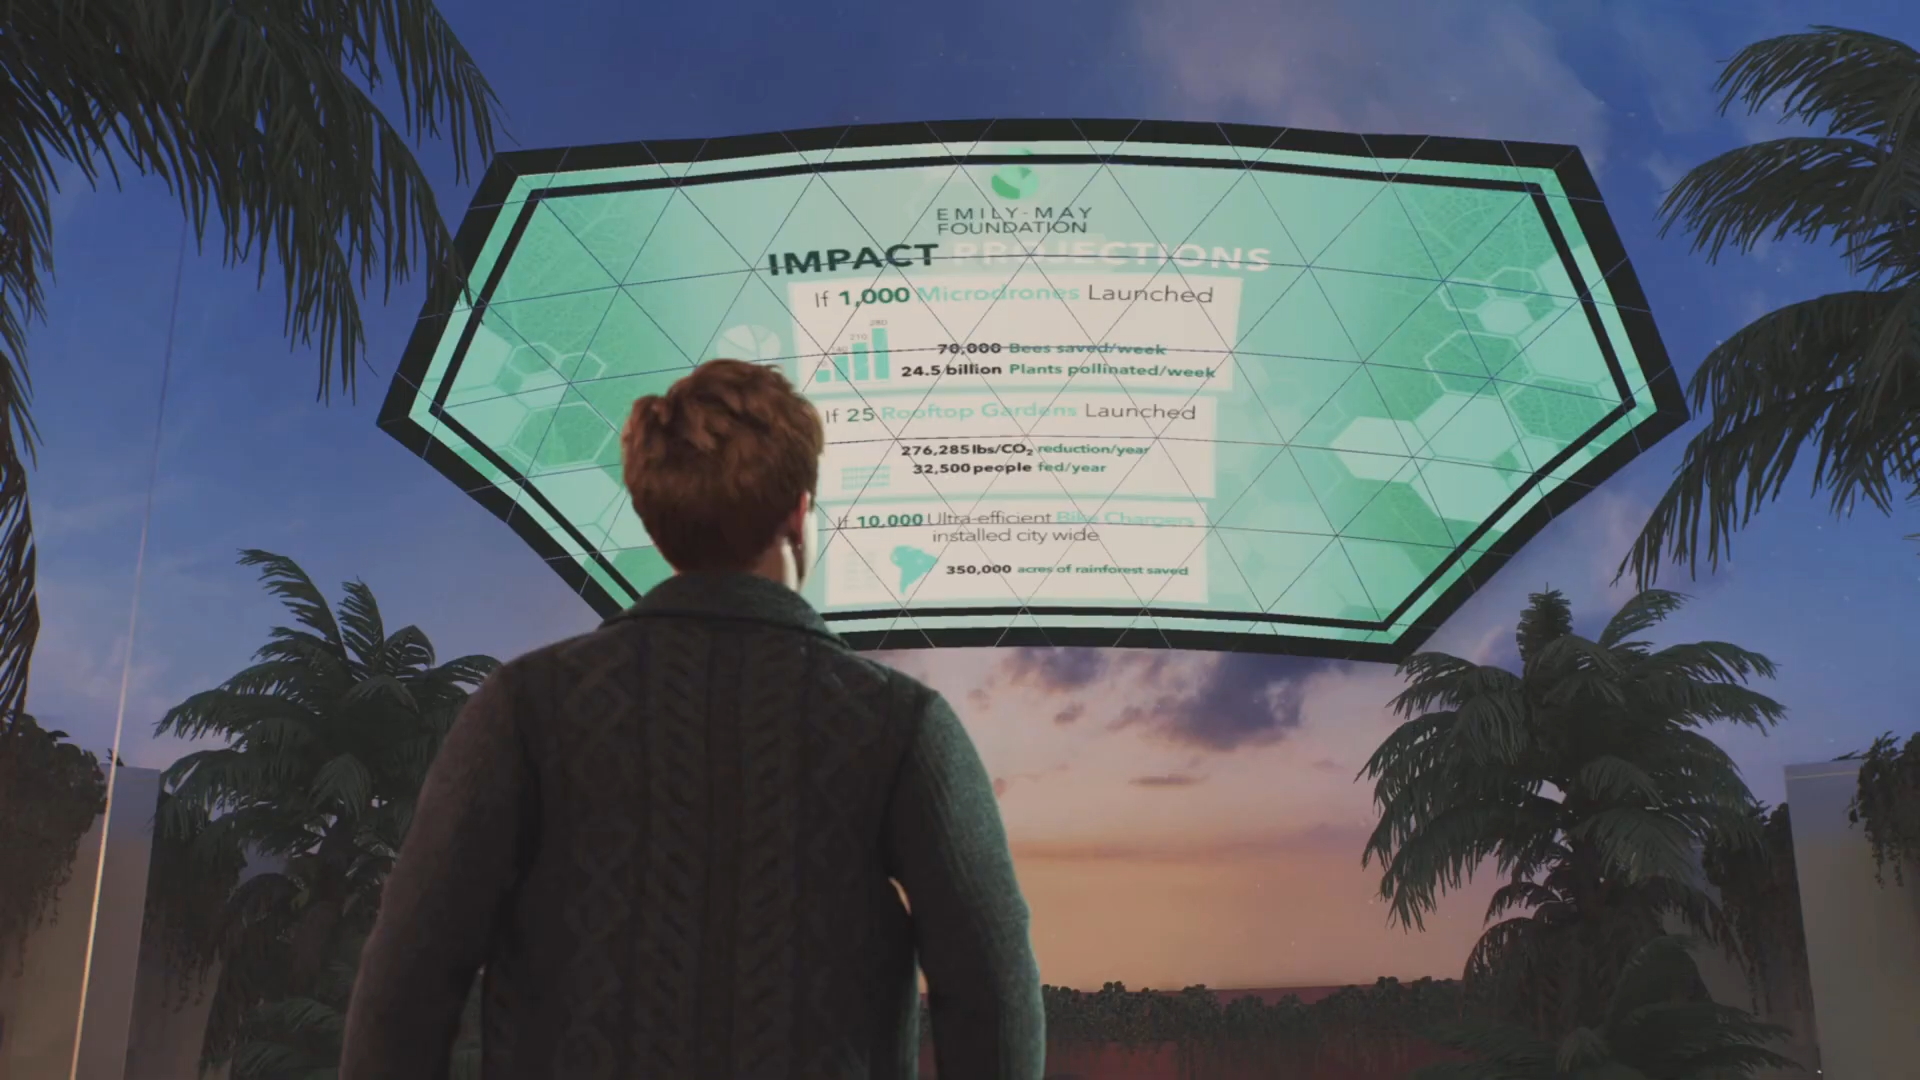 EMILY-MAY
FOUNDATION
IMPACT PROJECTIONS
If 1,000 Microdrones Launched
280
210
70,000 Bees saved/week
24.5 billion Plants pollinated/week
If 25 Rooftop Gardens Launched
276,285 lbs/CO₂ reduction/year
32,500 people fed/year
If 10,000 Ultra-efficient Bike Chargers
installed city wide
350,000 acres of rainforest saved